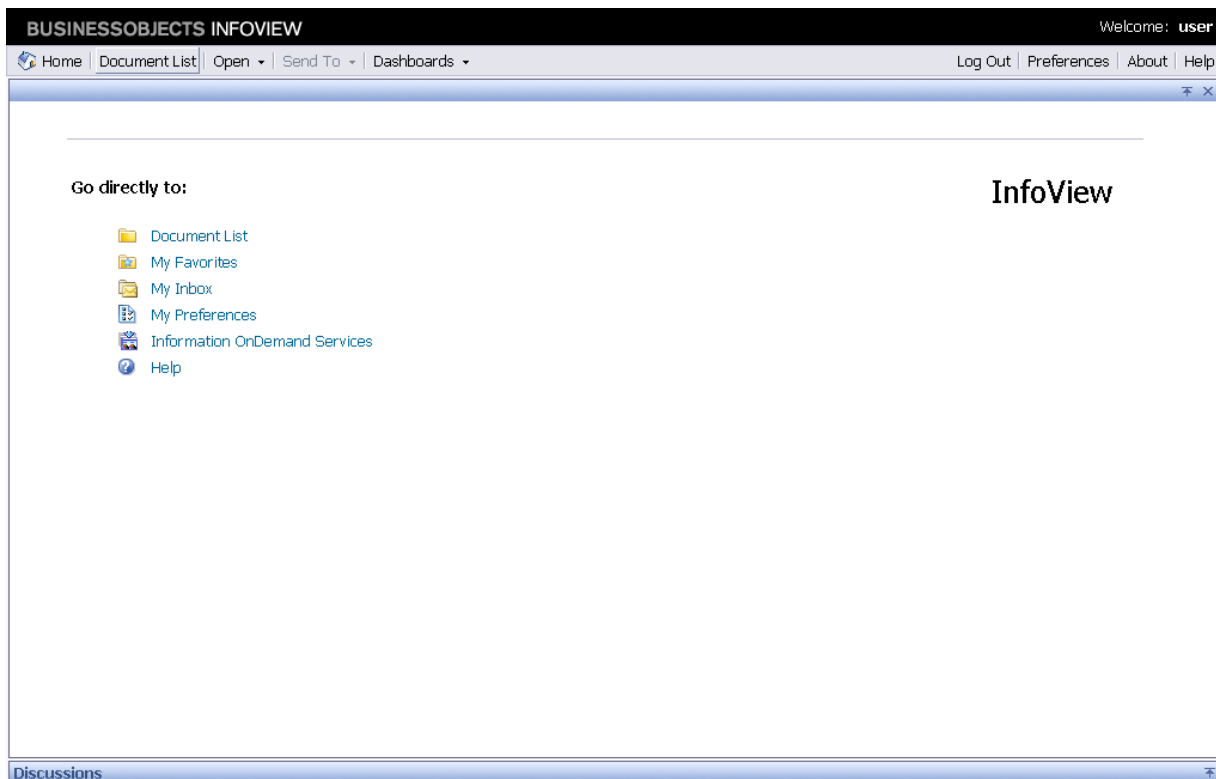 BUSINESSOBJECTS INFOVIEW Welcome: user
Home Document List Open Send To Dashboards Log Out Preferences About Help
Go directly to:
InfoView
Document List
My Favorites
My Inbox
My Preferences
Information OnDemand Services
Help
Discussions